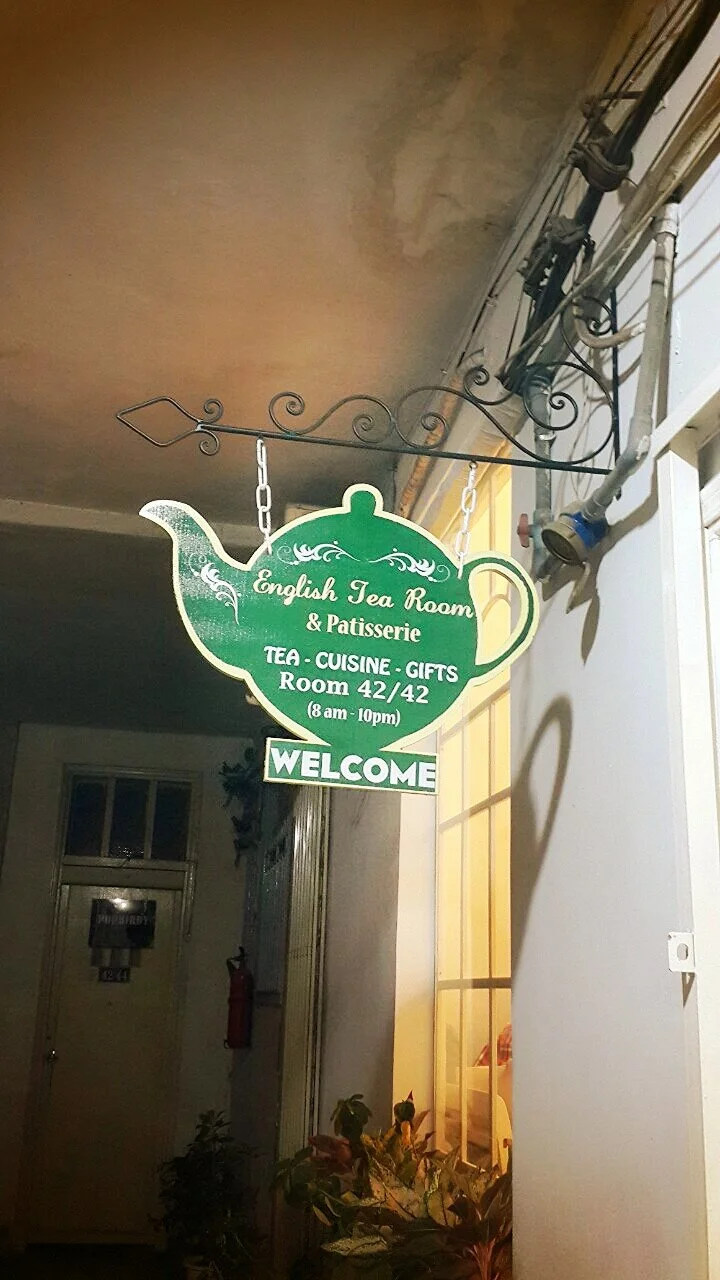 English Tea Room
& Patisserie
TEA - CUISINE - GIFTS
Room 42/42
(8 am - 10pm)
WELCOME